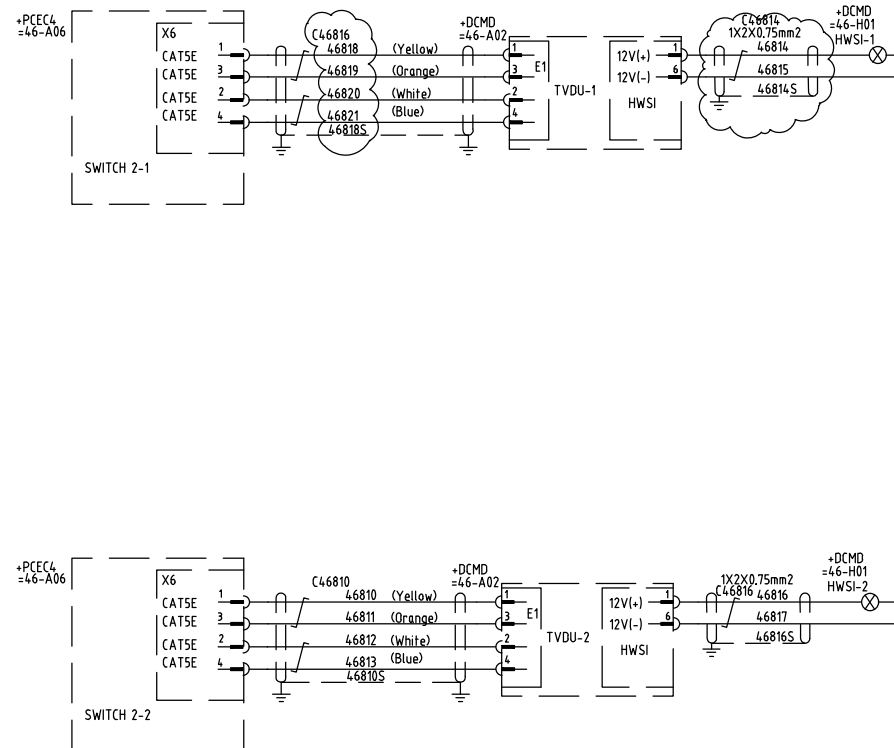 +PCEC4
=46-A06
X6
CAT5E 1
CAT5E 3
CAT5E 2
CAT5E 4
SWITCH 2-1
C46816
46818 (Yellow)
46819 (Orange)
46820 (White)
46821 (Blue)
46818S
+DCMD
=46-A02
1
3
2
4
E1
TVDU-1
12V(+) 1
12V(-) 6
HWSI
C46814
1X2X0.75mm2
46814
46815
46814S
+DCMD
=46-H01
HWSI-1
+PCEC4
=46-A06
X6
CAT5E 1
CAT5E 3
CAT5E 2
CAT5E 4
SWITCH 2-2
C46810
46810 (Yellow)
46811 (Orange)
46812 (White)
46813 (Blue)
46810S
+DCMD
=46-A02
1
3
2
4
E1
TVDU-2
12V(+) 1
12V(-) 6
HWSI
1X2X0.75mm2
C46816 46816
46817
46816S
+DCMD
=46-H01
HWSI-2